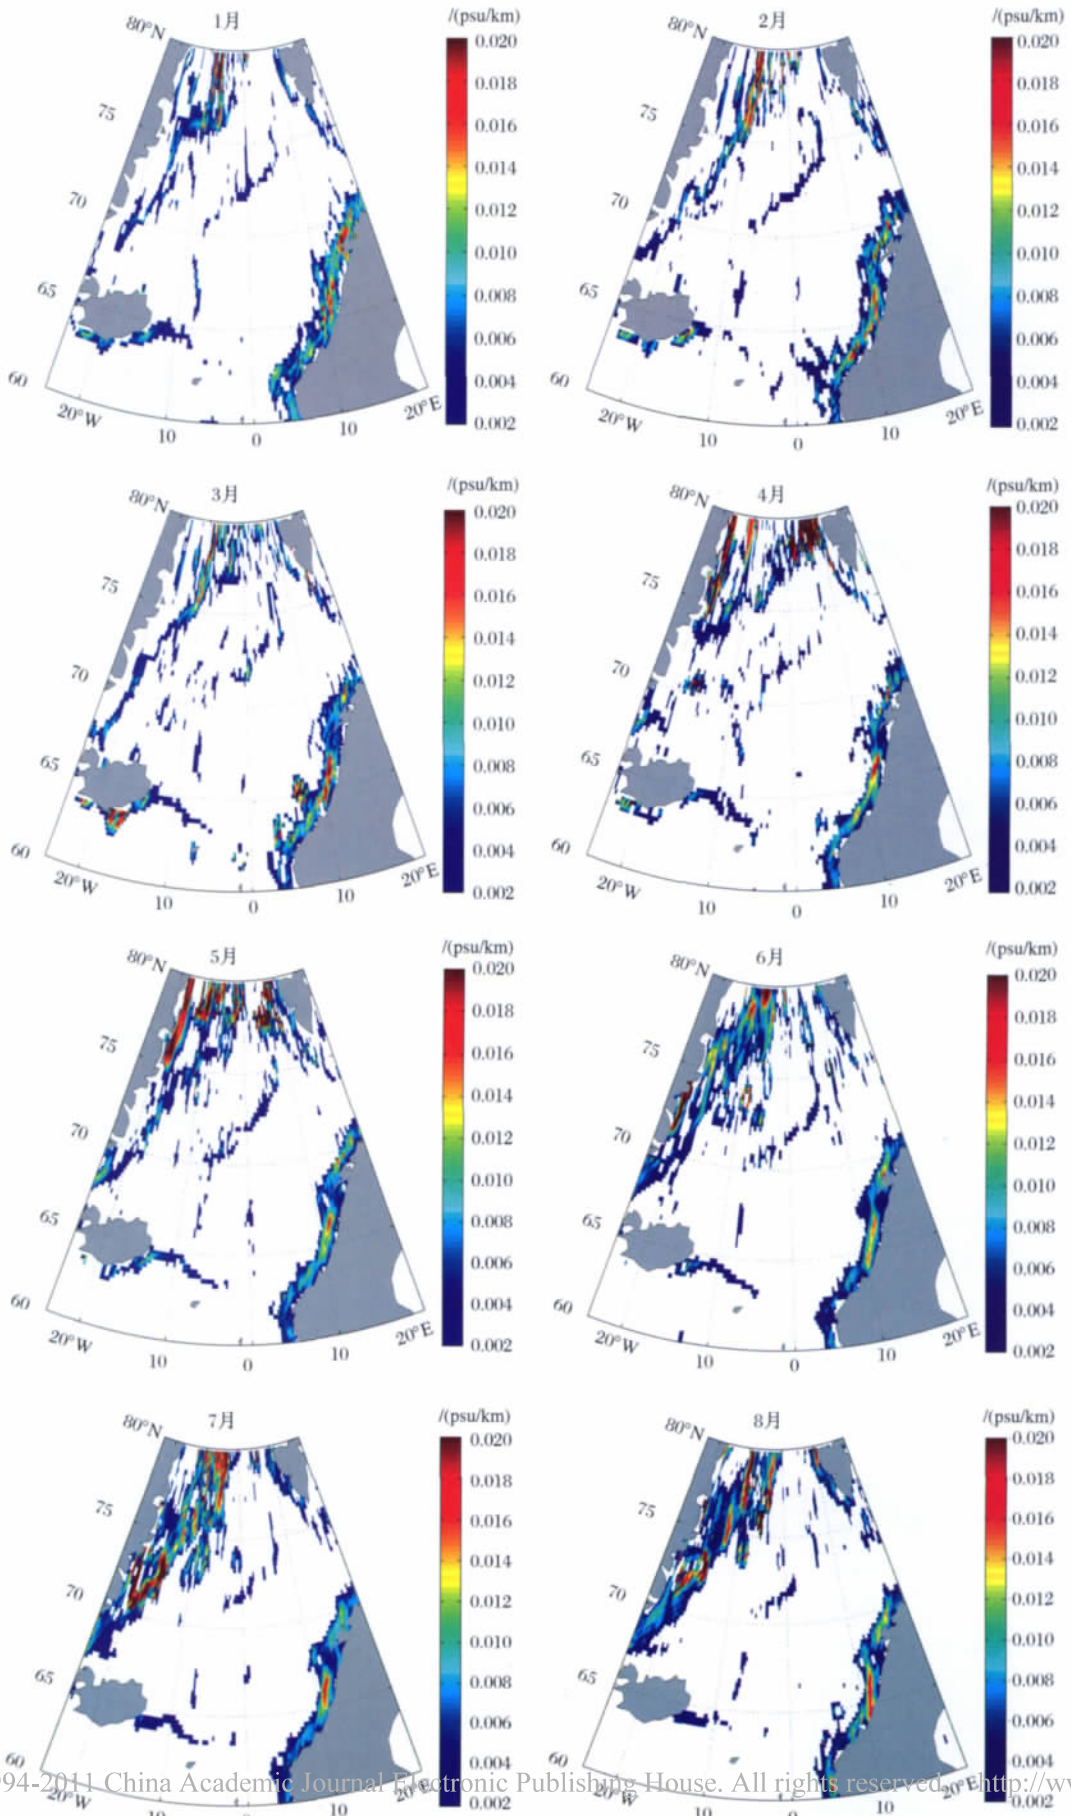 1月 /(psu/km)
80°N 75 70 65 60
20°W 10 0 10 20°E
0.020 0.018 0.016 0.014 0.012 0.010 0.008 0.006 0.004 0.002
2月 /(psu/km)
80°N 75 70 65 60
20°W 10 0 10 20°E
0.020 0.018 0.016 0.014 0.012 0.010 0.008 0.006 0.004 0.002
3月 /(psu/km)
80°N 75 70 65 60
20°W 10 0 10 20°E
0.020 0.018 0.016 0.014 0.012 0.010 0.008 0.006 0.004 0.002
4月 /(psu/km)
80°N 75 70 65 60
20°W 10 0 10 20°E
0.020 0.018 0.016 0.014 0.012 0.010 0.008 0.006 0.004 0.002
5月 /(psu/km)
80°N 75 70 65 60
20°W 10 0 10 20°E
0.020 0.018 0.016 0.014 0.012 0.010 0.008 0.006 0.004 0.002
6月 /(psu/km)
80°N 75 70 65 60
20°W 10 0 10 20°E
0.020 0.018 0.016 0.014 0.012 0.010 0.008 0.006 0.004 0.002
7月 /(psu/km)
80°N 75 70 65 60
20°W 10 0 10 20°E
0.020 0.018 0.016 0.014 0.012 0.010 0.008 0.006 0.004 0.002
8月 /(psu/km)
80°N 75 70 65 60
20°W 10 0 10 20°E
0.020 0.018 0.016 0.014 0.012 0.010 0.008 0.006 0.004 0.002
94-2011 China Academic Journal Electronic Publishing House. All rights reserved. http://w